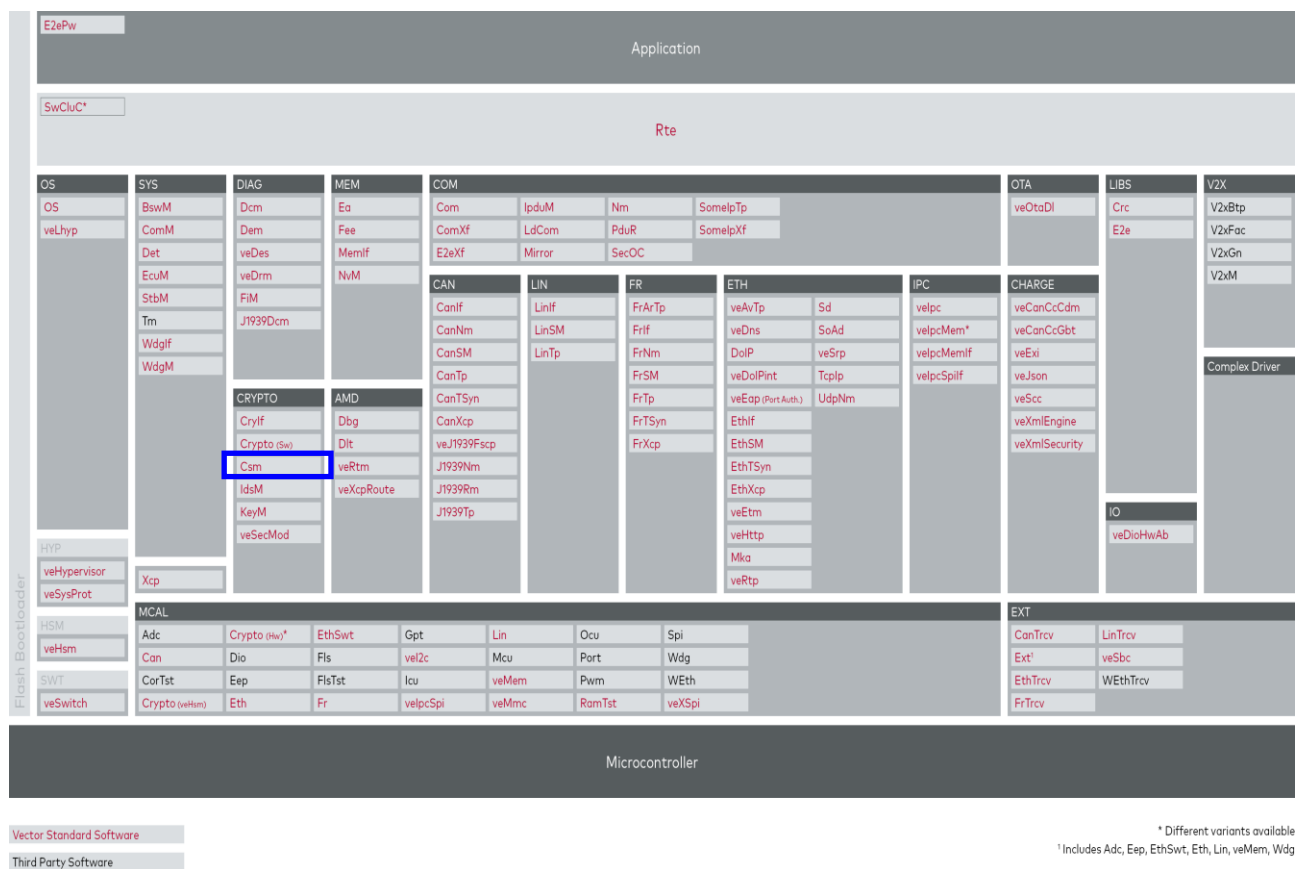 E2ePw
Application
SwCluC*
Rte
OS
OS
veLhyp
SYS
BswM
ComM
Det
EcuM
StbM
Tm
WdgIf
WdgM
DIAG
Dcm
Dem
veDes
veDrm
FiM
J1939Dcm
MEM
Ea
Fee
MemIf
NvM
COM
Com
IpduM
Nm
SomeIpTp
ComXf
LdCom
PduR
SomeIpXf
E2eXf
Mirror
SecOC
OTA
veOtaDl
LIBS
Crc
E2e
V2X
V2xBtp
V2xFac
V2xGn
V2xM
CRYPTO
CryIf
Crypto (Sw)
Csm
IdsM
KeyM
veSecMod
AMD
Dbg
Dlt
veRtm
veXcpRoute
CAN
CanIf
CanNm
CanSM
CanTp
CanTSyn
CanXcp
veJ1939Fscp
J1939Nm
J1939Rm
J1939Tp
LIN
LinIf
LinSM
LinTp
FR
FrArTp
FrIf
FrNm
FrSM
FrTp
FrTSyn
FrXcp
ETH
veAvTp
Sd
veDns
SoAd
DoIP
veSrp
veDoIPint
TcpIp
veEap (Port Auth.)
UdpNm
EthIf
EthSM
EthTSyn
EthXcp
veEtm
veHttp
Mka
veRtp
IPC
veIpc
veIpcMem*
veIpcMemIf
veIpcSpiIf
CHARGE
veCanCcCdm
veCanCcGbt
veExi
veJson
veScc
veXmlEngine
veXmlSecurity
Complex Driver
IO
veDioHwAb
HYP
veHypervisor
veSysProt
Xcp
HSM
veHsm
SWT
veSwitch
Flash Bootloader
MCAL
Adc
Crypto (Hw)*
EthSwt
Gpt
Lin
Ocu
Spi
Can
Dio
Fls
veI2c
Mcu
Port
Wdg
CorTst
Eep
FlsTst
Icu
veMem
Pwm
WEth
Crypto (veHsm)
Eth
Fr
veIpcSpi
veMmc
RamTst
veXSpi
EXT
CanTrcv
LinTrcv
Ext¹
veSbc
EthTrcv
WEthTrcv
FrTrcv
Microcontroller
Vector Standard Software
Third Party Software
* Different variants available
¹ Includes Adc, Eep, EthSwt, Eth, Lin, veMem, Wdg